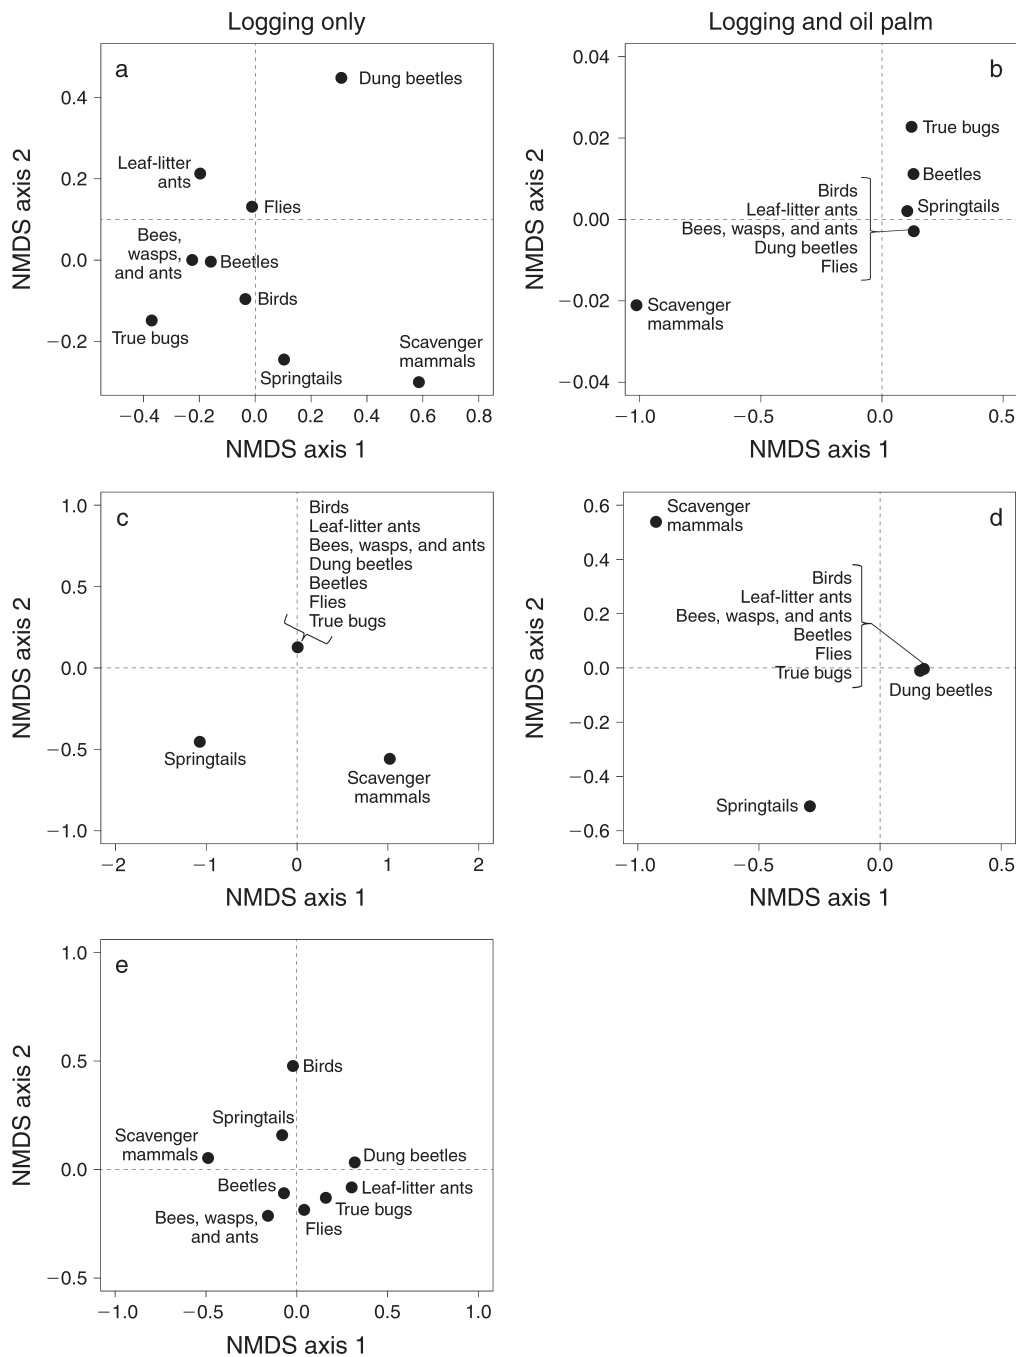 Logging only
Logging and oil palm
a
Dung beetles
Leaf-litter
ants
Flies
Bees,
wasps,
and ants
Beetles
Birds
True bugs
Springtails
Scavenger
mammals
0.4
0.2
0.0
−0.2
NMDS axis 2
−0.4
−0.2
0.0
0.2
0.4
0.6
0.8
NMDS axis 1
b
True bugs
Beetles
Springtails
Birds
Leaf-litter ants
Bees, wasps, and ants
Dung beetles
Flies
Scavenger
mammals
0.04
0.02
0.00
−0.02
−0.04
NMDS axis 2
−1.0
−0.5
0.0
0.5
NMDS axis 1
c
Birds
Leaf-litter ants
Bees, wasps, and ants
Dung beetles
Beetles
Flies
True bugs
Springtails
Scavenger
mammals
1.0
0.5
0.0
−0.5
−1.0
NMDS axis 2
−2
−1
0
1
2
NMDS axis 1
d
Scavenger
mammals
Birds
Leaf-litter ants
Bees, wasps, and ants
Beetles
Flies
True bugs
Dung beetles
Springtails
0.6
0.4
0.2
0.0
−0.2
−0.4
−0.6
NMDS axis 2
−1.0
−0.5
0.0
0.5
NMDS axis 1
e
Birds
Springtails
Scavenger
mammals
Dung beetles
Beetles
Leaf-litter ants
True bugs
Bees, wasps,
and ants
Flies
1.0
0.5
0.0
−0.5
NMDS axis 2
−1.0
−0.5
0.0
0.5
1.0
NMDS axis 1